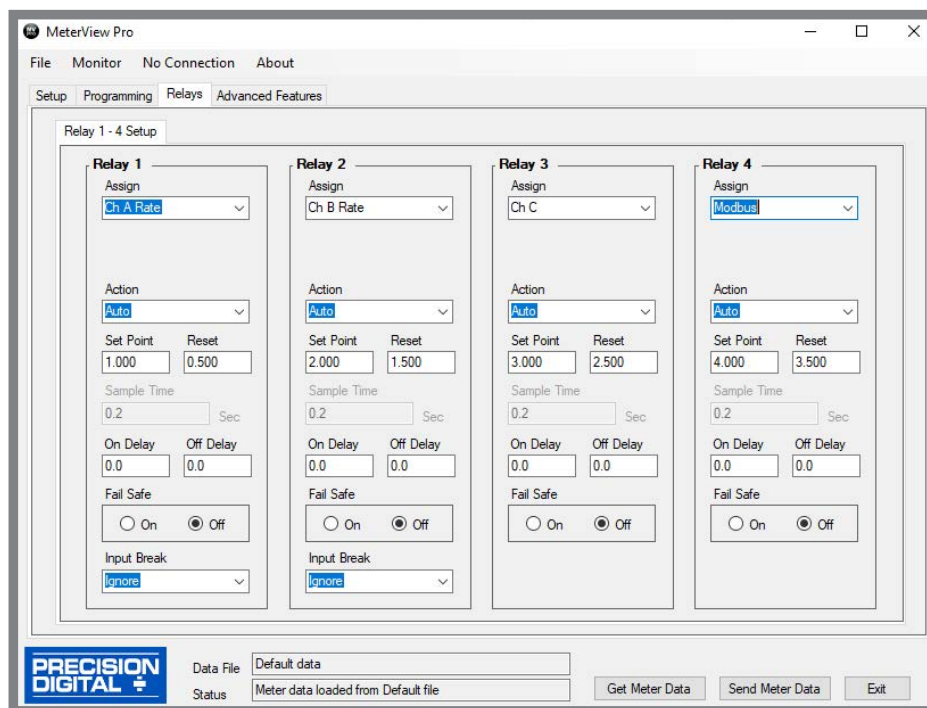 MeterView Pro
File Monitor No Connection About
Setup Programming Relays Advanced Features
Relay 1 - 4 Setup
Relay 1
Assign
Ch A Rate
Action
Auto
Set Point Reset
1.000 0.500
Sample Time
0.2 Sec
On Delay Off Delay
0.0 0.0
Fail Safe
On Off
Input Break
Ignore
Relay 2
Assign
Ch B Rate
Action
Auto
Set Point Reset
2.000 1.500
Sample Time
0.2 Sec
On Delay Off Delay
0.0 0.0
Fail Safe
On Off
Input Break
Ignore
Relay 3
Assign
Ch C
Action
Auto
Set Point Reset
3.000 2.500
Sample Time
0.2 Sec
On Delay Off Delay
0.0 0.0
Fail Safe
On Off
Relay 4
Assign
Modbus
Action
Auto
Set Point Reset
4.000 3.500
Sample Time
0.2 Sec
On Delay Off Delay
0.0 0.0
Fail Safe
On Off
PRECISION
DIGITAL
Data File Default data
Status Meter data loaded from Default file
Get Meter Data Send Meter Data Exit